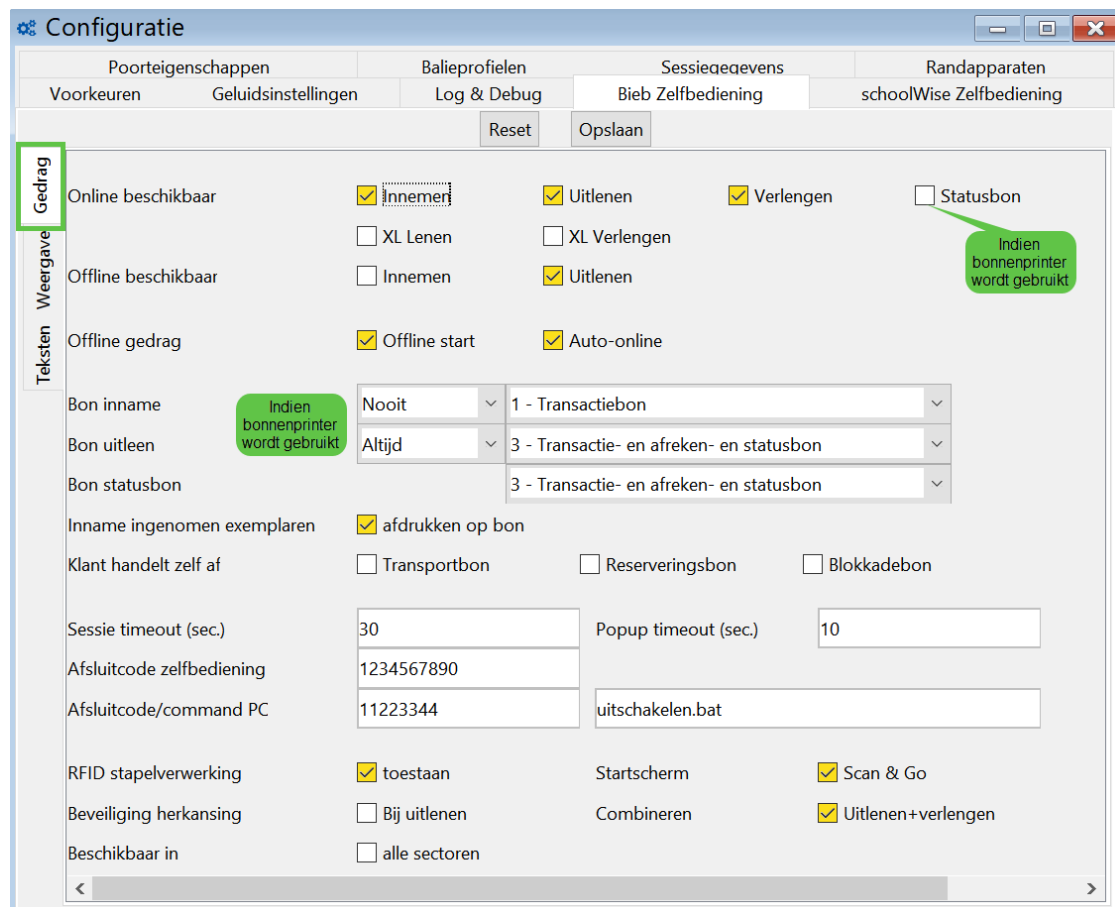 Configuratie
Poorteigenschappen Balieprofielen Sessiegegevens Randapparaten
Voorkeuren Geluidsinstellingen Log & Debug Bieb Zelfbediening schoolWise Zelfbediening
Reset Opslaan
Gedrag
Weergave
Teksten
Online beschikbaar Innemen Uitlenen Verlengen Statusbon
XL Lenen XL Verlengen
Indien
bonnenprinter
wordt gebruikt
Offline beschikbaar Innemen Uitlenen
Offline gedrag Offline start Auto-online
Bon inname Nooit 1 - Transactiebon
Indien
bonnenprinter
wordt gebruikt
Bon uitleen Altijd 3 - Transactie- en afreken- en statusbon
Bon statusbon 3 - Transactie- en afreken- en statusbon
Inname ingenomen exemplaren afdrukken op bon
Klant handelt zelf af Transportbon Reserveringsbon Blokkadebon
Sessie timeout (sec.) 30 Popup timeout (sec.) 10
Afsluitcode zelfbediening 1234567890
Afsluitcode/command PC 11223344 uitschakelen.bat
RFID stapelverwerking toestaan Startscherm Scan & Go
Beveiliging herkansing Bij uitlenen Combineren Uitlenen+verlengen
Beschikbaar in alle sectoren